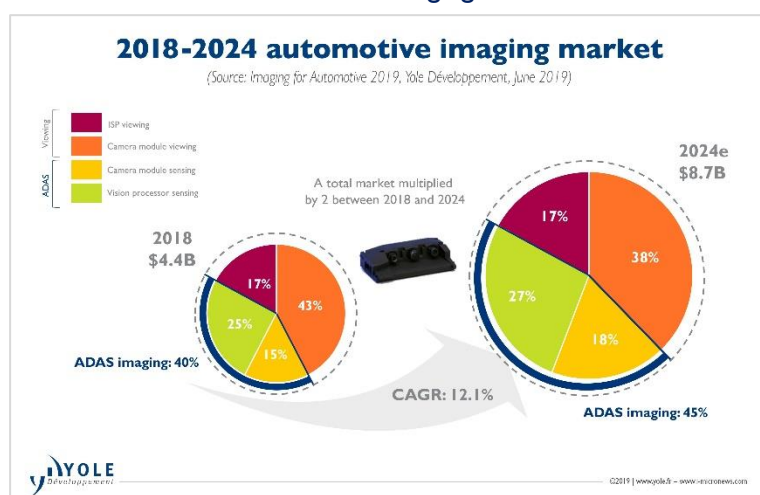 2018-2024 automotive imaging market
(Source: Imaging for Automotive 2019, Yole Développement, June 2019)
Viewing
ISP viewing
Camera module viewing
ADAS
Camera module sensing
Vision processor sensing
A total market multiplied
by 2 between 2018 and 2024
2018
$4.4B
17%
43%
25%
15%
ADAS imaging: 40%
2024e
$8.7B
17%
38%
27%
18%
CAGR: 12.1%
ADAS imaging: 45%
YOLE
Développement
©2019 | www.yole.fr – www.i-micronews.com